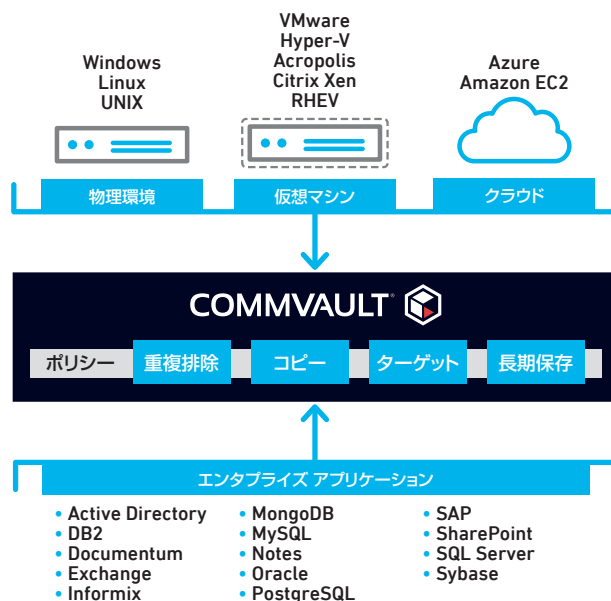 Windows
Linux
UNIX
VMware
Hyper-V
Acropolis
Citrix Xen
RHEV
Azure
Amazon EC2
物理環境
仮想マシン
クラウド
COMMVAULT
ポリシー
重複排除
コピー
ターゲット
長期保存
エンタプライズ アプリケーション
• Active Directory
• DB2
• Documentum
• Exchange
• Informix
• MongoDB
• MySQL
• Notes
• Oracle
• PostgreSQL
• SAP
• SharePoint
• SQL Server
• Sybase